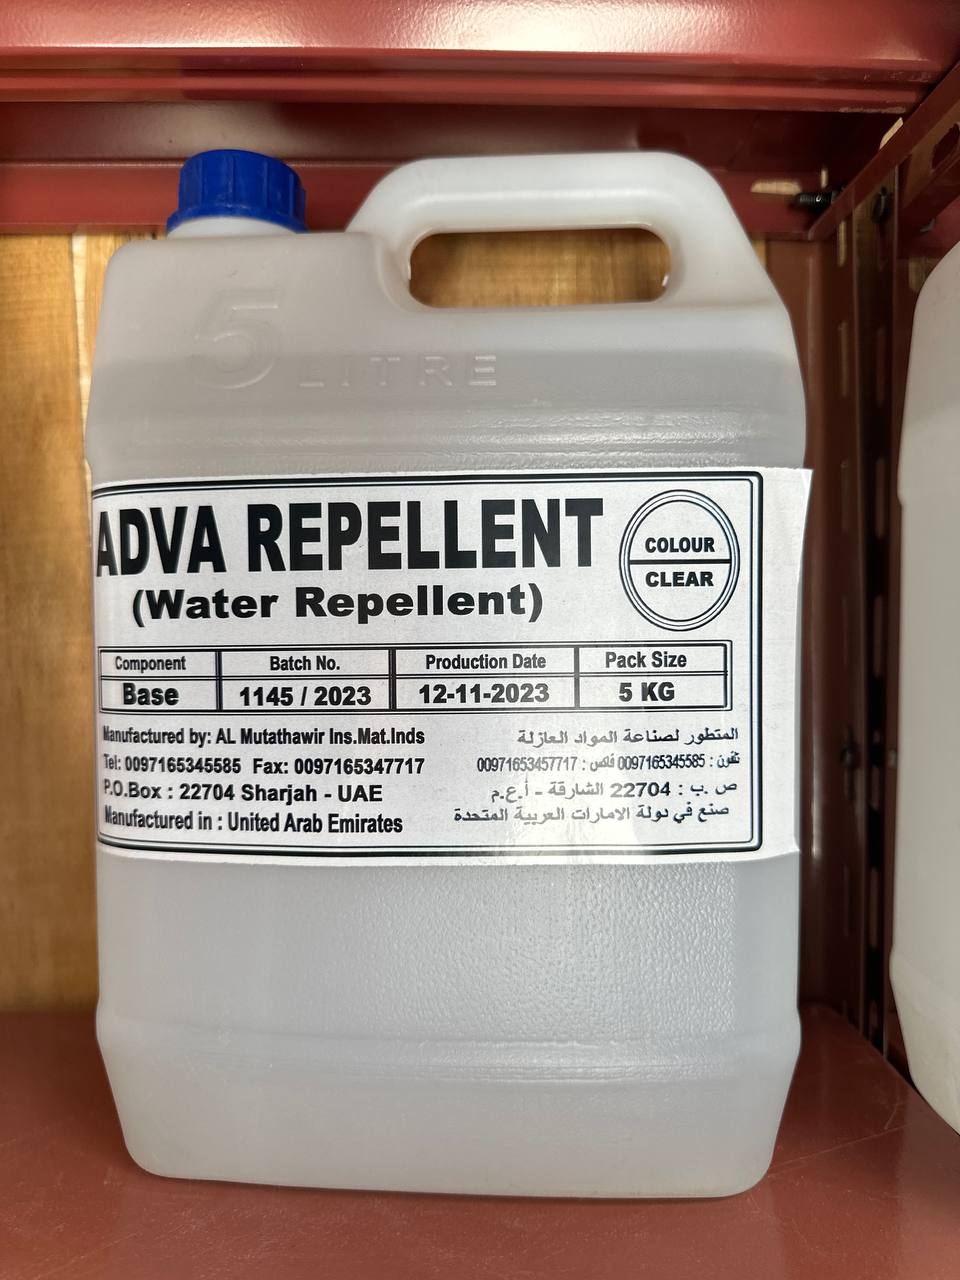 5 LITRE
ADVA REPELLENT
(Water Repellent)
COLOUR
CLEAR
Component Batch No. Production Date Pack Size
Base 1145 / 2023 12-11-2023 5 KG
Manufactured by: AL Mutathawir Ins.Mat.Inds
Tel: 0097165345585 Fax: 0097165347717
P.O.Box : 22704 Sharjah - UAE
Manufactured in : United Arab Emirates
المتطور لصناعة المواد العازلة
تلفون : 0097165345585 فاكس : 0097165347717
ص .ب : 22704 الشارقة - أ.ع.م
صنع في دولة الامارات العربية المتحدة